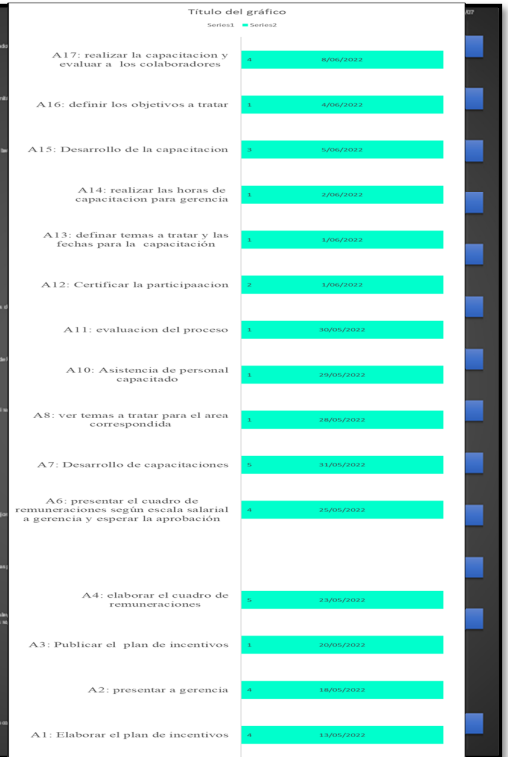 Título del gráfico
Series1 Series2
A17: realizar la capacitacion y
evaluar a los colaboradores
4 8/06/2022
A16: definir los objetivos a tratar
1 4/06/2022
A15: Desarrollo de la capacitacion
3 5/06/2022
A14: realizar las horas de
capacitacion para gerencia
1 2/06/2022
A13: definar temas a tratar y las
fechas para la capacitación
1 1/06/2022
A12: Certificar la participaacion
2 1/06/2022
A11: evaluacion del proceso
1 30/05/2022
A10: Asistencia de personal
capacitado
1 29/05/2022
A8: ver temas a tratar para el area
correspondida
1 28/05/2022
A7: Desarrollo de capacitaciones
5 31/05/2022
A6: presentar el cuadro de
remuneraciones según escala salarial
a gerencia y esperar la aprobación
4 25/05/2022
A4: elaborar el cuadro de
remuneraciones
5 23/05/2022
A3: Publicar el plan de incentivos
1 20/05/2022
A2: presentar a gerencia
4 18/05/2022
A1: Elaborar el plan de incentivos
4 13/05/2022